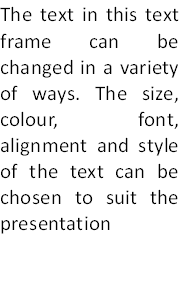 The text in this text
frame can be
changed in a variety
of ways. The size,
colour, font,
alignment and style
of the text can be
chosen to suit the
presentation